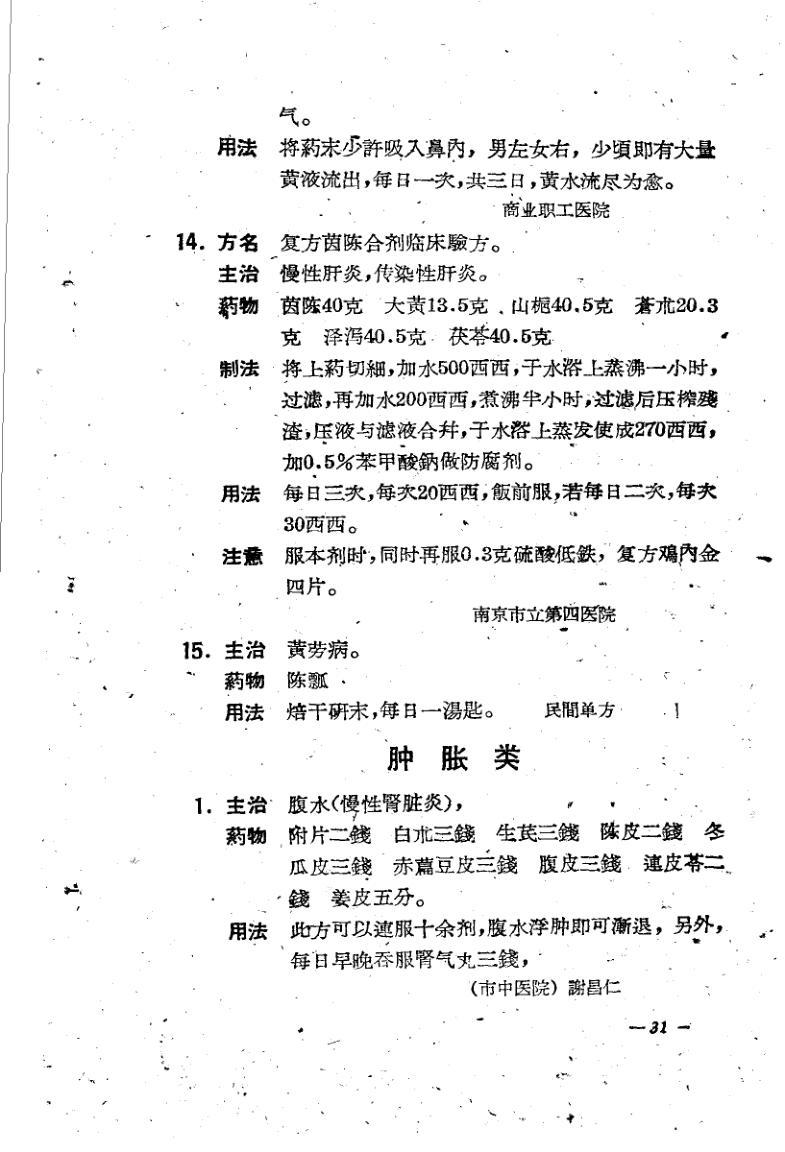 气。
用法 将葯末少許吸入鼻內，男左女右，少頃即有大量
黄液流出，每日一次，共三日，黄水流尽为愈。
商业职工医院
14. 方名 复方茵陈合剂临床驗方。
主治 慢性肝炎，传染性肝炎。
葯物 茵陈40克 大黄13.5克 山梔40.5克 蒼朮20.3
克 泽泻40.5克 茯苓40.5克
制法 将上葯切細，加水500西西，于水浴上蒸沸一小时，
过滤，再加水200西西，煮沸半小时，过滤后压榨殘
渣，压液与滤液合幷，于水浴上蒸发使成270西西，
加0.5%苯甲酸鈉做防腐剂。
用法 每日三次，每次20西西，飯前服，若每日二次，每次
30西西。
注意 服本剂时，同时再服0.3克硫酸低鉄，复方鷄內金
四片。
南京市立第四医院
15. 主治 黄劳病。
葯物 陈瓢
用法 焙干研末，每日一湯匙。 民間单方
肿胀类
1. 主治 腹水(慢性腎脏炎)，
葯物 附片二錢 白朮三錢 生芪三錢 陈皮二錢 冬
瓜皮三錢 赤豆皮三錢 腹皮三錢 連皮苓二
錢 姜皮五分。
用法 此方可以連服十余剂，腹水浮肿即可漸退，另外，
每日早晚吞服腎气丸三錢，
(市中医院) 謝昌仁
— 31 —